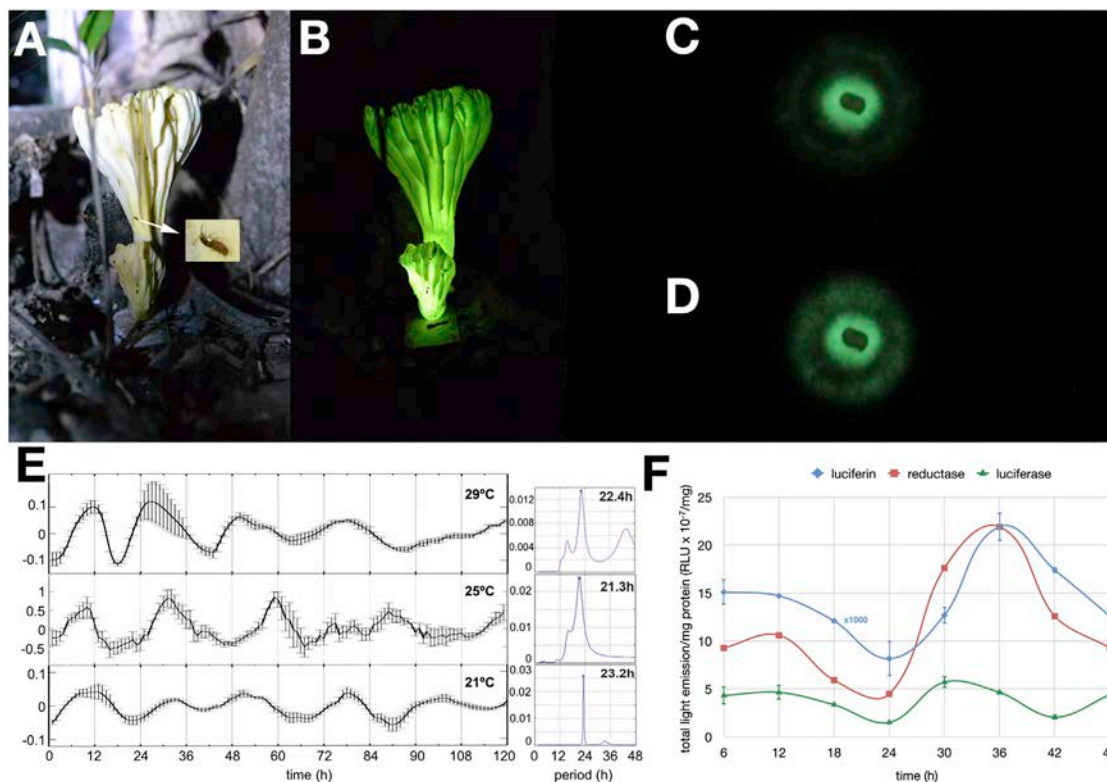 A
B
C
D
E
29ºC
0.1
0
-0.1
25ºC
1
0.5
0
-0.5
21ºC
0.1
0
-0.1
0 12 24 36 48 60 72 84 96 108 120
time (h)
22.4h
0.012
0.008
0.004
0
21.3h
0.02
0.01
0
23.2h
0.03
0.02
0.01
0
0 12 24 36 48
period (h)
F
luciferin reductase luciferase
total light emission/mg protein (RLU x 10⁻⁷/mg)
25
20
15
10
5
0
x1000
6 12 18 24 30 36 42
time (h)